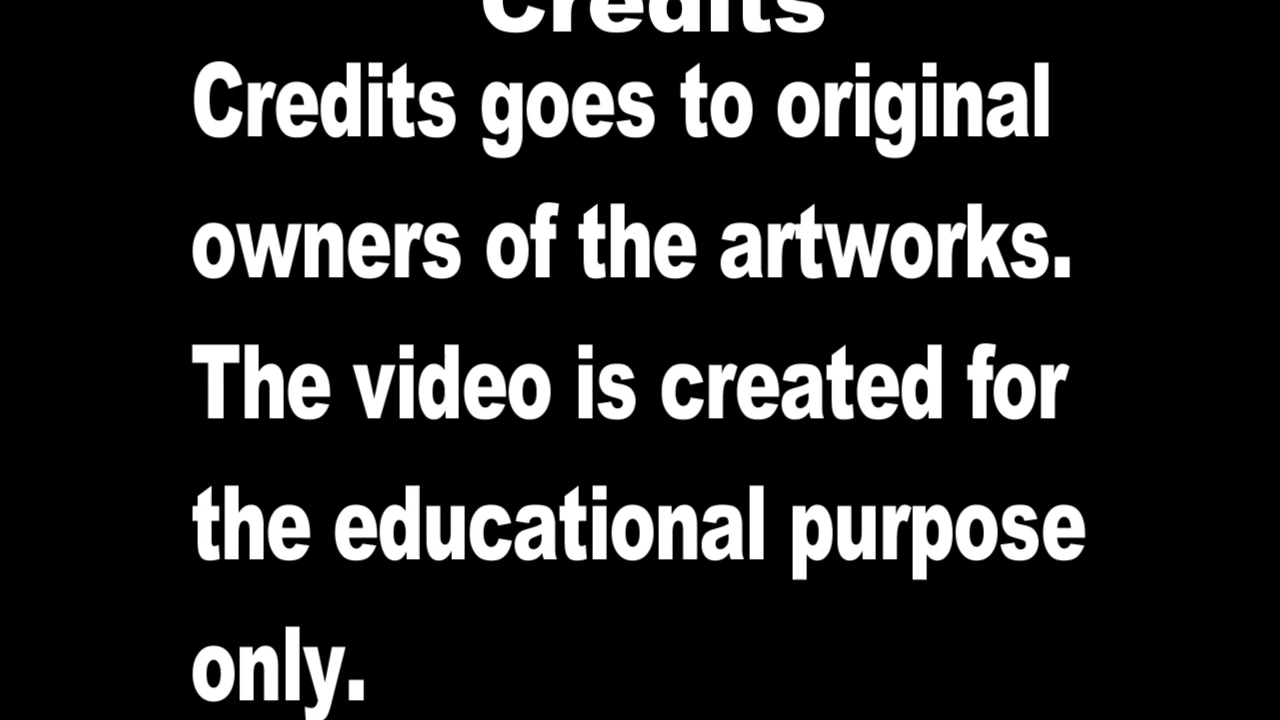 Credits
Credits goes to original
owners of the artworks.
The video is created for
the educational purpose
only.